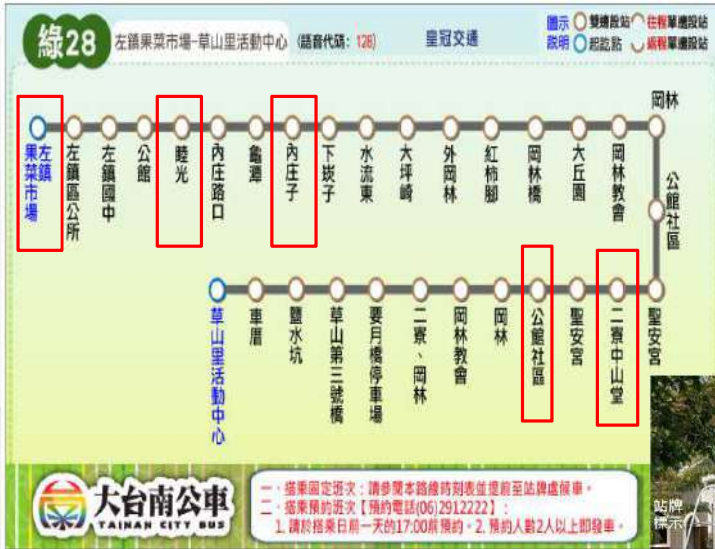 綠28 左鎮果菜市場-草山里活動中心 (語音代碼：128) 皇冠交通
圖示 雙邊設站 往程單邊設站
說明 起訖點 返程單邊設站
左鎮果菜市場
左鎮區公所
左鎮國中
公館
睦光
內庄路口
龜潭
內庄子
下崁子
水流東
大坪崎
外岡林
紅柿腳
岡林橋
大丘園
岡林教會
岡林
公館社區
聖安宮
二寮中山堂
聖安宮
公館社區
岡林
岡林教會
二寮、岡林
要月橋停車場
草山第三號橋
鹽水坑
車厝
草山里活動中心
大台南公車
TAINAN CITY BUS
一、搭乘固定班次：請參閱本路線時刻表並提前至站牌處候車。
二、搭乘預約班次【預約電話(06)2912222】：
1. 請於搭乘日前一天的17:00前預約。2. 預約人數2人以上即發車。
站牌
標示